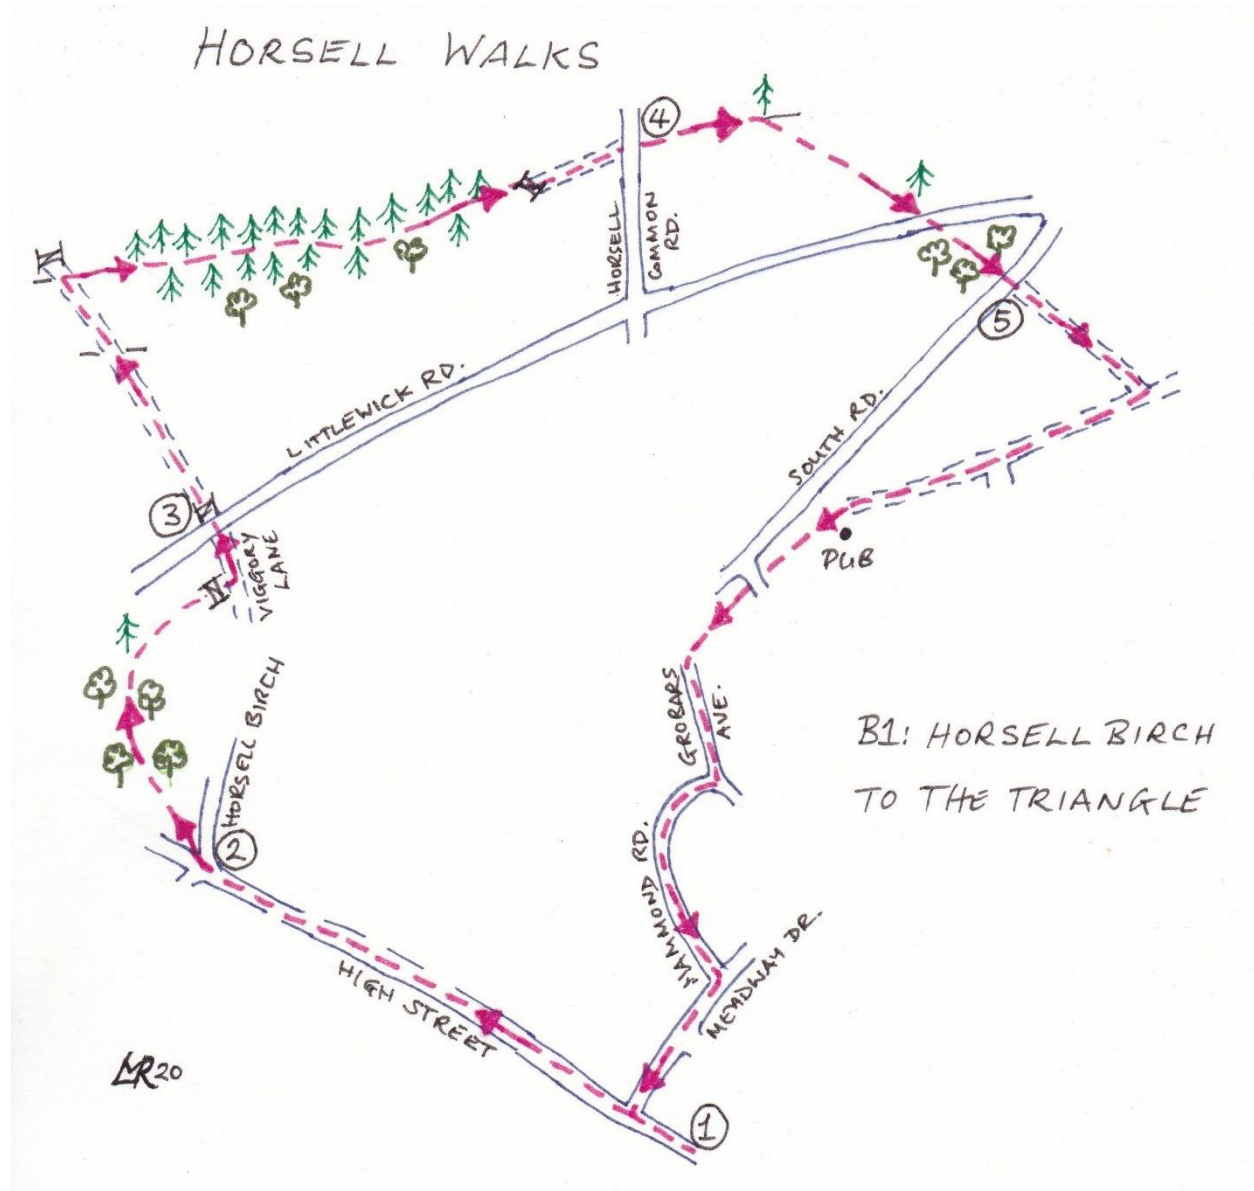 HORSELL WALKS
4
HORSELL
COMMON
RD.
5
LITTLEWICK RD.
SOUTH RD.
3
VIGGORY
LANE
PUB
HORSELL BIRCH
GROBARS
AVE.
B1: HORSELL BIRCH
TO THE TRIANGLE
2
HAMMOND RD.
MEADWAY DR.
HIGH STREET
1
MR20